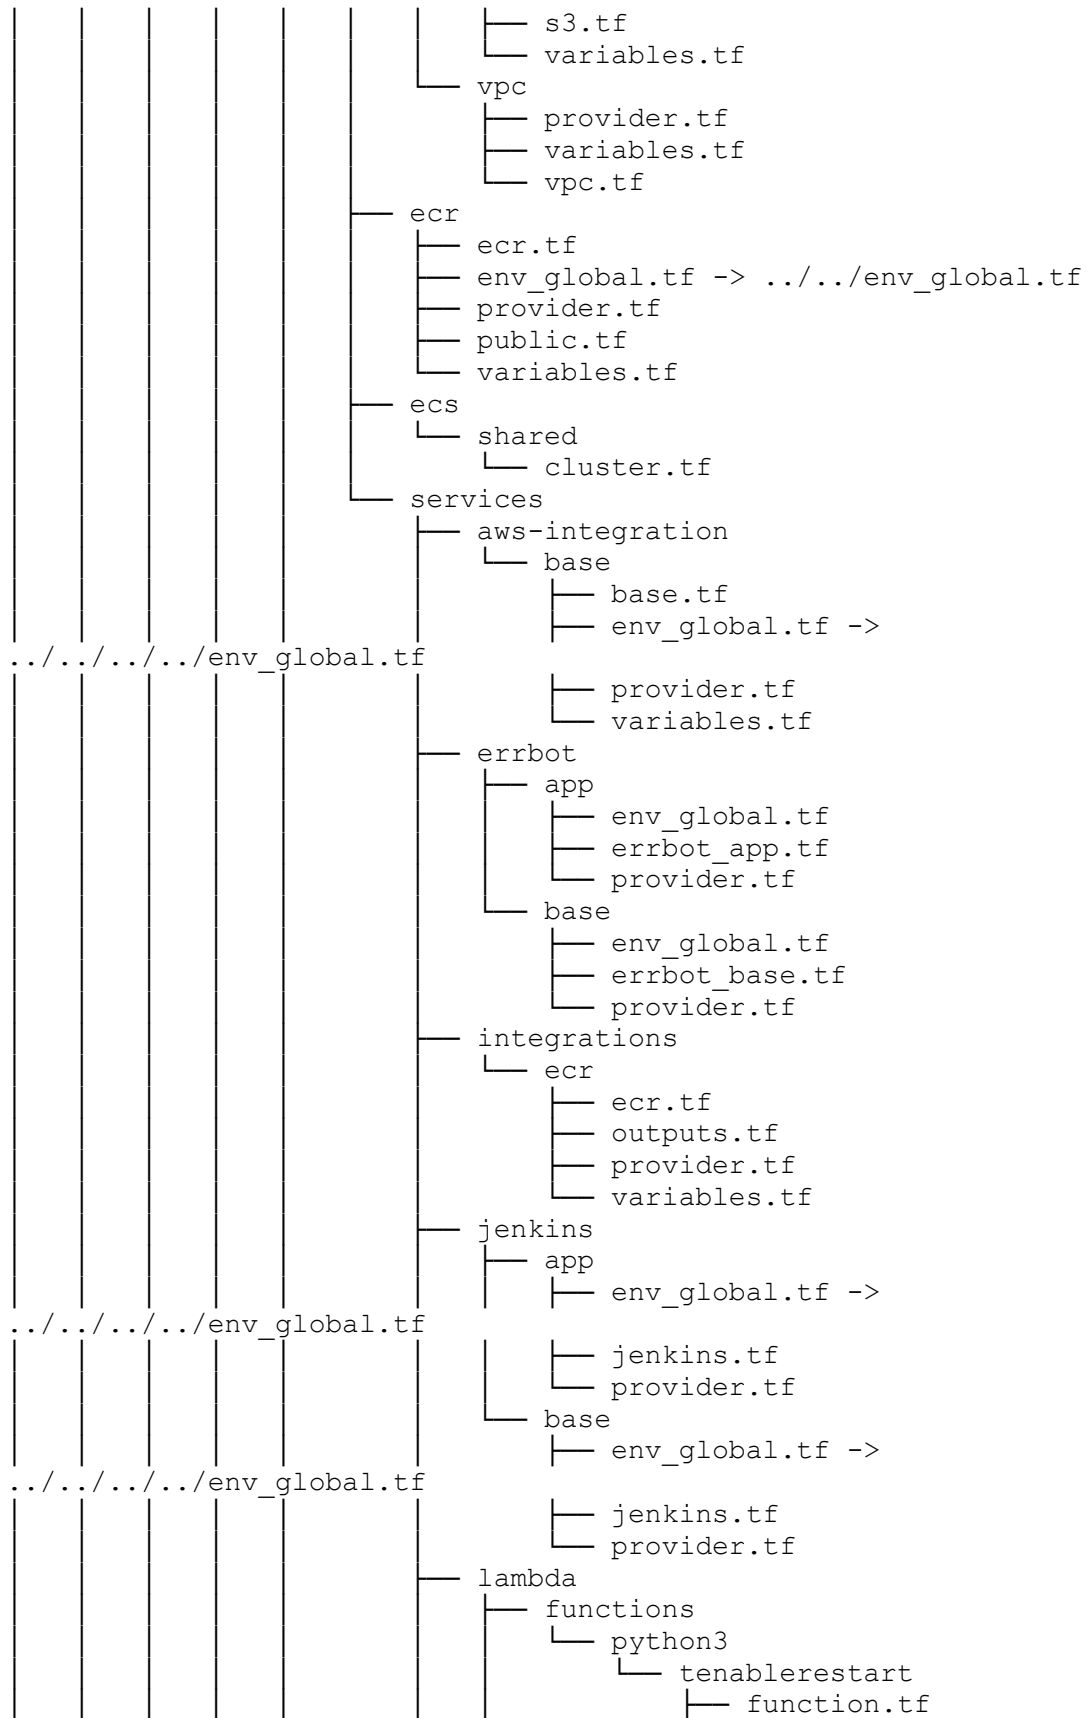 │   │   │   │   │   │   │   ├── s3.tf
│   │   │   │   │   │   │   └── variables.tf
│   │   │   │   │   │   └── vpc
│   │   │   │   │   │       ├── provider.tf
│   │   │   │   │   │       ├── variables.tf
│   │   │   │   │   │       └── vpc.tf
│   │   │   │   │   ├── ecr
│   │   │   │   │   │   ├── ecr.tf
│   │   │   │   │   │   ├── env_global.tf -> ../../env_global.tf
│   │   │   │   │   │   ├── provider.tf
│   │   │   │   │   │   ├── public.tf
│   │   │   │   │   │   └── variables.tf
│   │   │   │   │   ├── ecs
│   │   │   │   │   │   └── shared
│   │   │   │   │   │       └── cluster.tf
│   │   │   │   │   └── services
│   │   │   │   │       ├── aws-integration
│   │   │   │   │       │   └── base
│   │   │   │   │       │       ├── base.tf
│   │   │   │   │       │       ├── env_global.tf ->
../../../../env_global.tf
│   │   │   │   │       │       ├── provider.tf
│   │   │   │   │       │       └── variables.tf
│   │   │   │   │       ├── errbot
│   │   │   │   │       │   ├── app
│   │   │   │   │       │   │   ├── env_global.tf
│   │   │   │   │       │   │   ├── errbot_app.tf
│   │   │   │   │       │   │   └── provider.tf
│   │   │   │   │       │   └── base
│   │   │   │   │       │       ├── env_global.tf
│   │   │   │   │       │       ├── errbot_base.tf
│   │   │   │   │       │       └── provider.tf
│   │   │   │   │       ├── integrations
│   │   │   │   │       │   └── ecr
│   │   │   │   │       │       ├── ecr.tf
│   │   │   │   │       │       ├── outputs.tf
│   │   │   │   │       │       ├── provider.tf
│   │   │   │   │       │       └── variables.tf
│   │   │   │   │       ├── jenkins
│   │   │   │   │       │   ├── app
│   │   │   │   │       │   │   ├── env_global.tf ->
../../../../env_global.tf
│   │   │   │   │       │   │   ├── jenkins.tf
│   │   │   │   │       │   │   └── provider.tf
│   │   │   │   │       │   └── base
│   │   │   │   │       │       ├── env_global.tf ->
../../../../env_global.tf
│   │   │   │   │       │       ├── jenkins.tf
│   │   │   │   │       │       └── provider.tf
│   │   │   │   │       ├── lambda
│   │   │   │   │       │   ├── functions
│   │   │   │   │       │   │   └── python3
│   │   │   │   │       │   │       └── tenablerestart
│   │   │   │   │       │   │           ├── function.tf